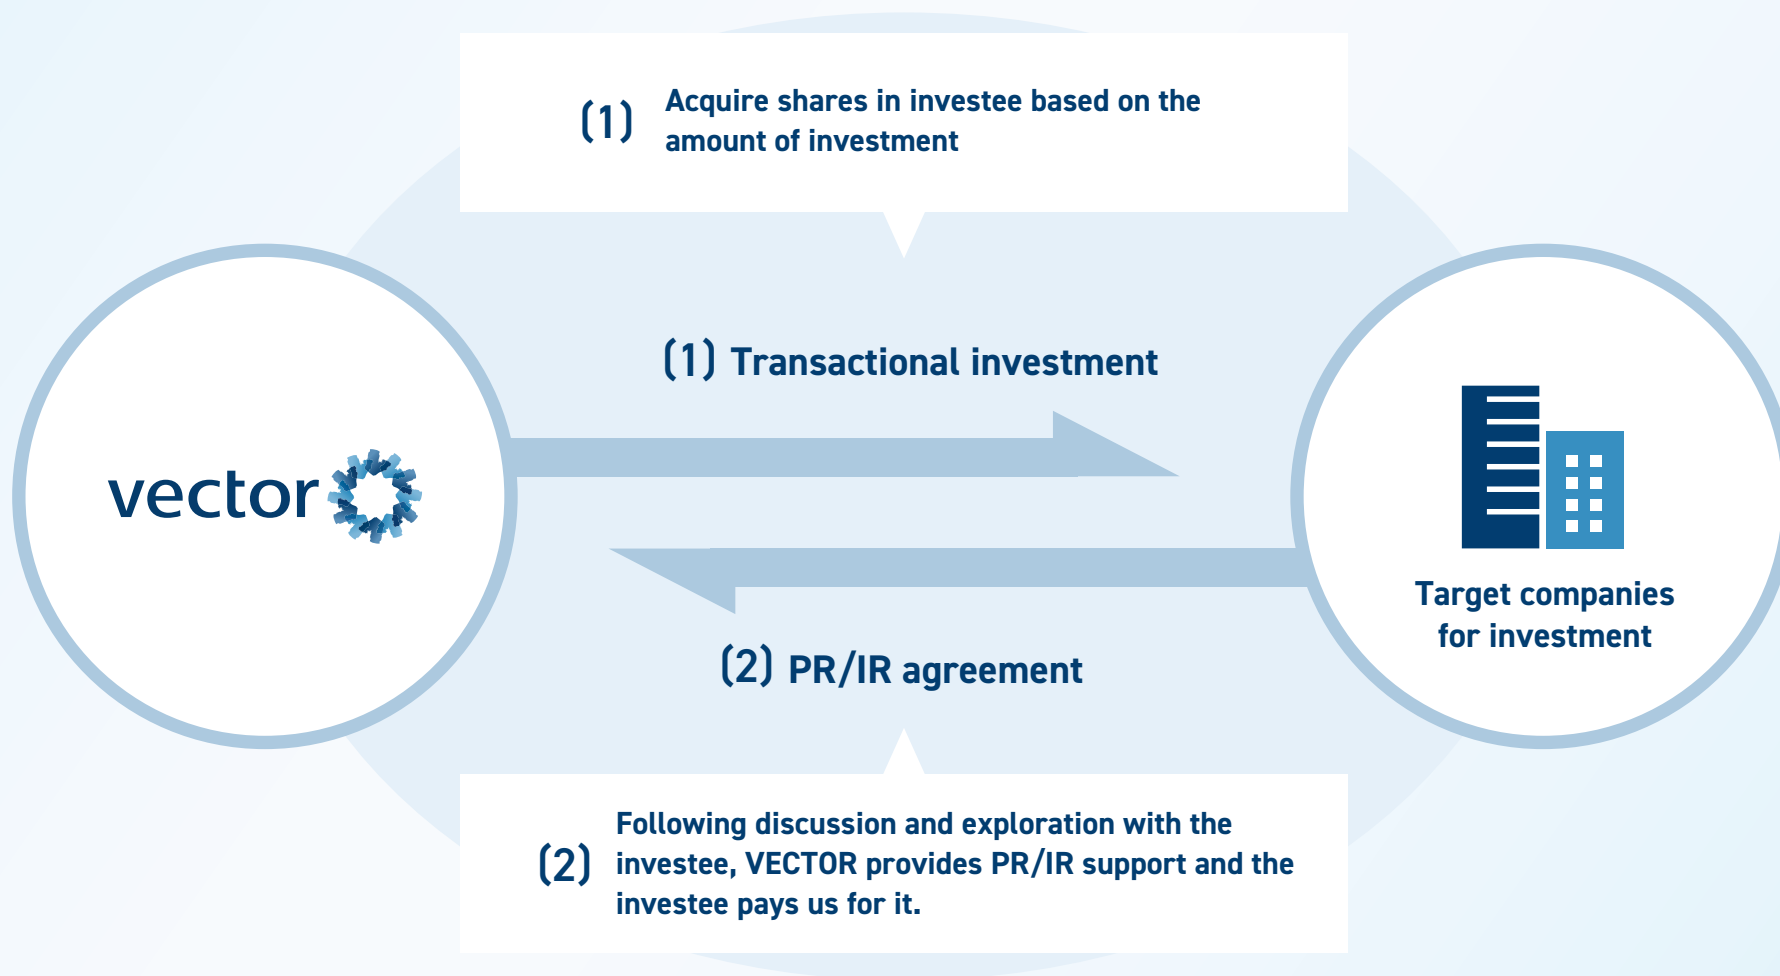 (1) Acquire shares in investee based on the
amount of investment
(1) Transactional investment
vector
Target companies
for investment
(2) PR/IR agreement
(2) Following discussion and exploration with the
investee, VECTOR provides PR/IR support and the
investee pays us for it.